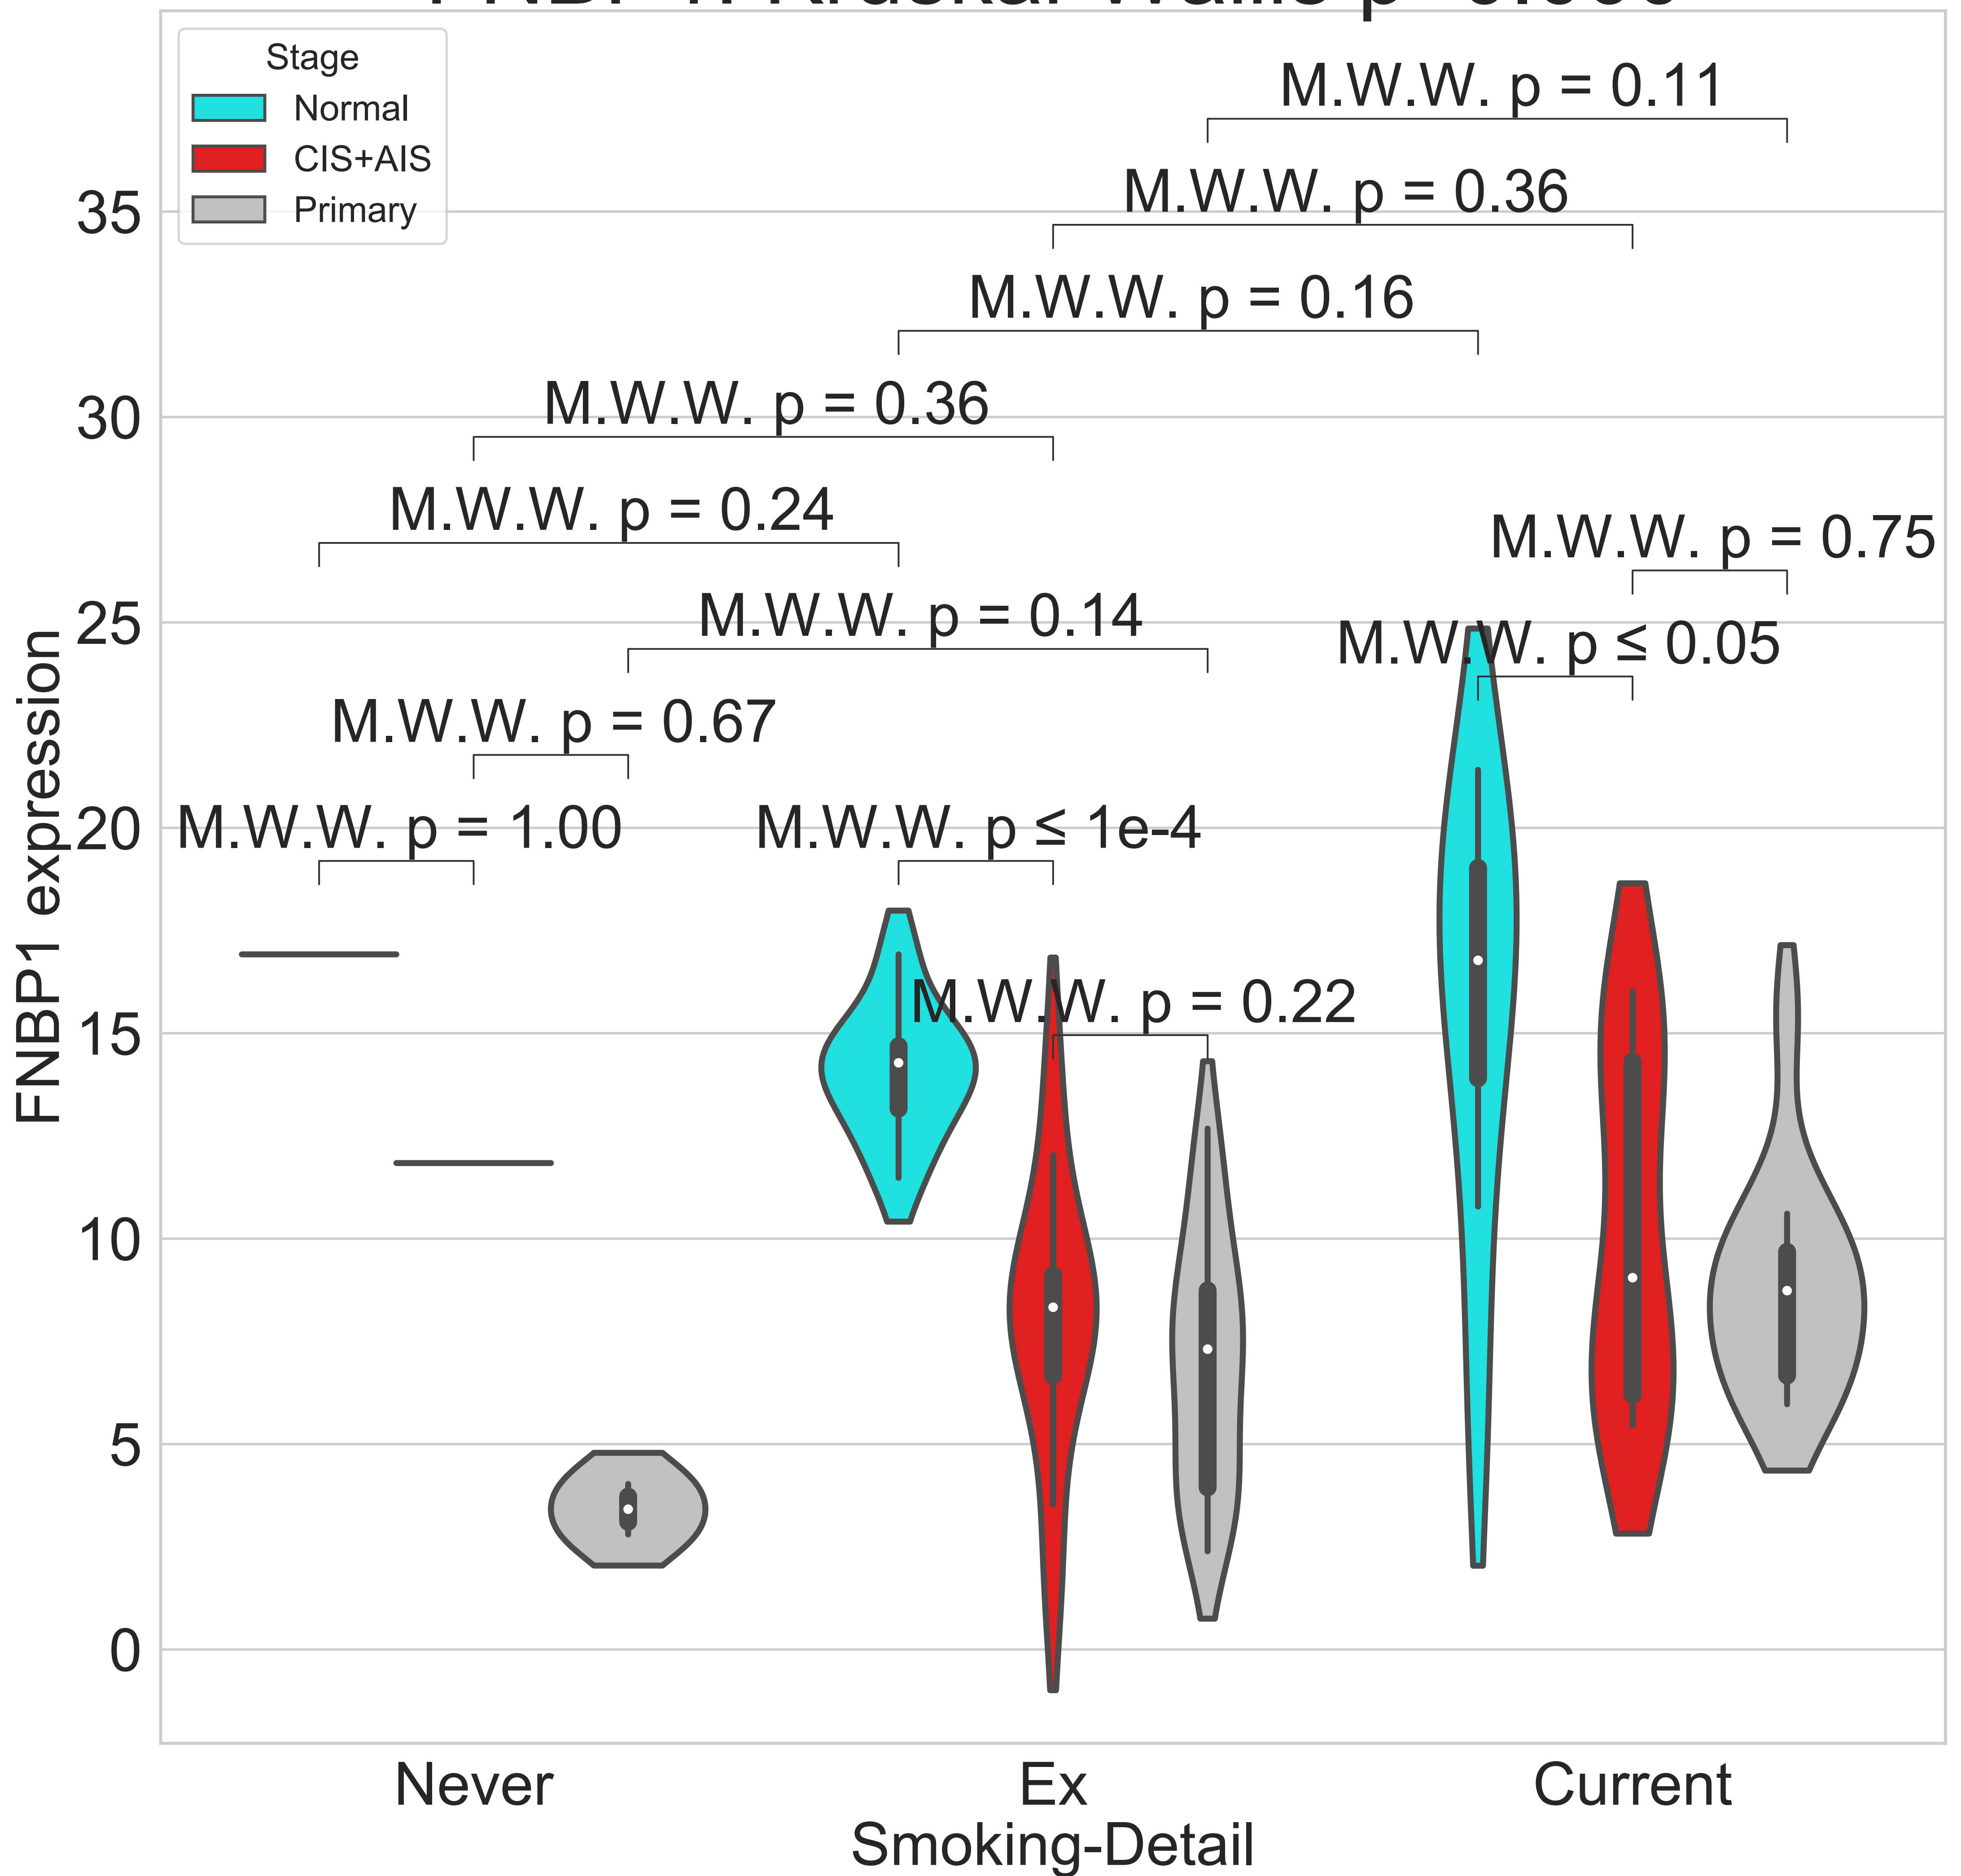 Stage
Normal
CIS+AIS
Primary
M.W.W. p = 0.11
M.W.W. p = 0.36
M.W.W. p = 0.16
M.W.W. p = 0.36
M.W.W. p = 0.24
M.W.W. p = 0.75
M.W.W. p = 0.14
M.W.W. p ≤ 0.05
M.W.W. p = 0.67
M.W.W. p = 1.00
M.W.W. p ≤ 1e-4
M.W.W. p = 0.22
35
30
25
20
15
10
5
0
FNBP1 expression
Never
Ex
Current
Smoking-Detail